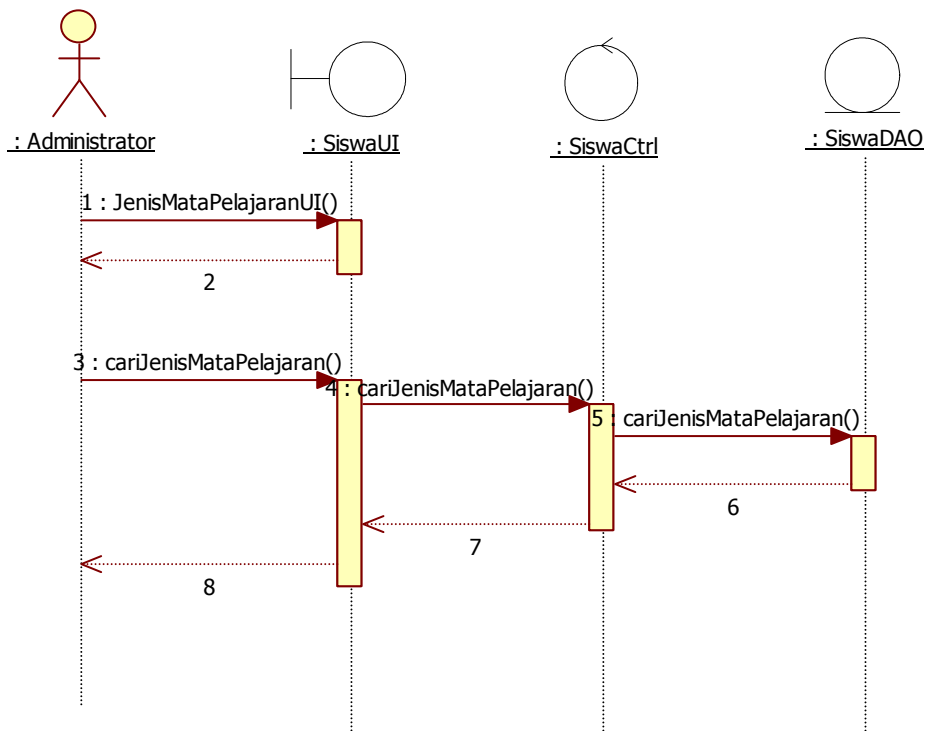 : Administrator
: SiswaUI
: SiswaCtrl
: SiswaDAO
1 : JenisMataPelajaranUI()
2
3 : cariJenisMataPelajaran()
4 : cariJenisMataPelajaran()
5 : cariJenisMataPelajaran()
6
7
8